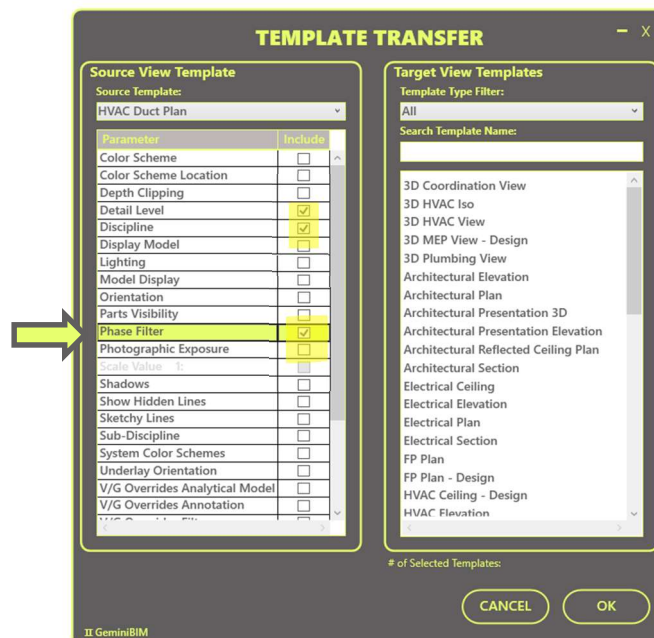 TEMPLATE TRANSFER
– X
Source View Template
Source Template:
HVAC Duct Plan
Parameter Include
Color Scheme
Color Scheme Location
Depth Clipping
Detail Level
Discipline
Display Model
Lighting
Model Display
Orientation
Parts Visibility
Phase Filter
Photographic Exposure
Scale Value 1:
Shadows
Show Hidden Lines
Sketchy Lines
Sub-Discipline
System Color Schemes
Underlay Orientation
V/G Overrides Analytical Model
V/G Overrides Annotation
Target View Templates
Template Type Filter:
All
Search Template Name:
3D Coordination View
3D HVAC Iso
3D HVAC View
3D MEP View - Design
3D Plumbing View
Architectural Elevation
Architectural Plan
Architectural Presentation 3D
Architectural Presentation Elevation
Architectural Reflected Ceiling Plan
Architectural Section
Electrical Ceiling
Electrical Elevation
Electrical Plan
Electrical Section
FP Plan
FP Plan - Design
HVAC Ceiling - Design
HVAC Elevation
# of Selected Templates:
CANCEL OK
GeminiBIM